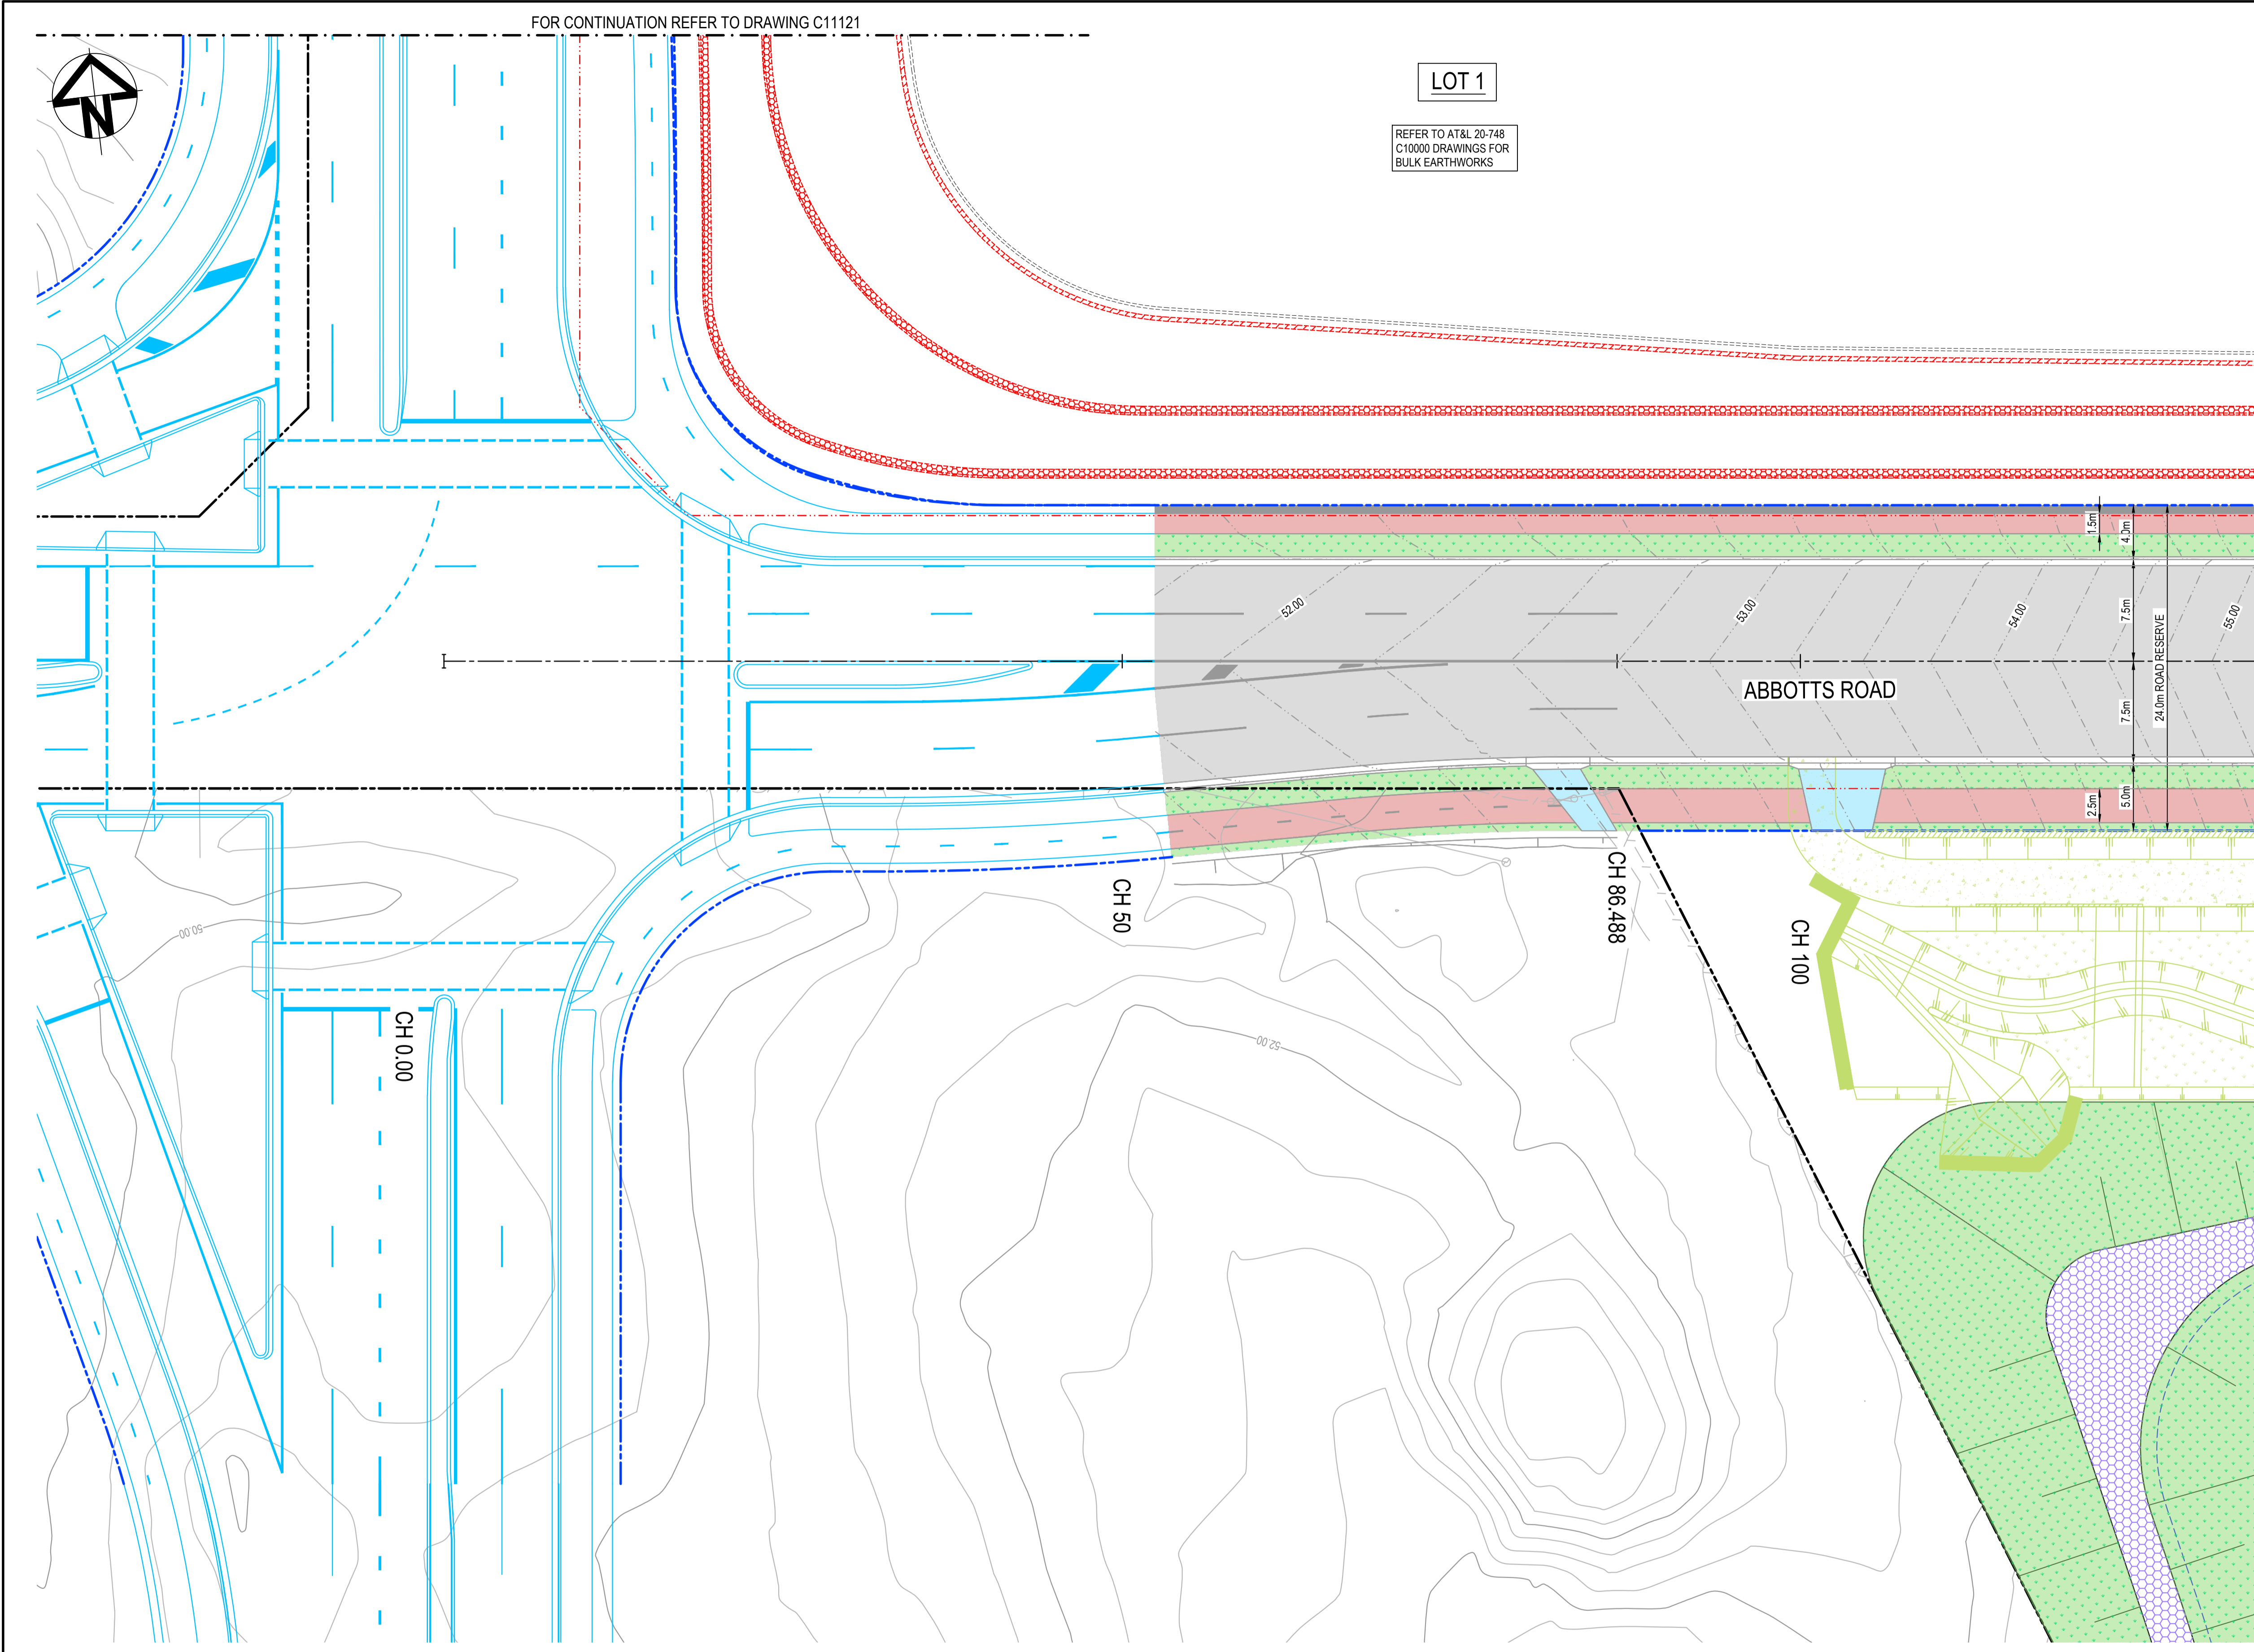 FOR CONTINUATION REFER TO DRAWING C11121
N
LOT 1
REFER TO AT&L 20-748
C10000 DRAWINGS FOR
BULK EARTHWORKS
1.5m
4.0m
7.5m
24.0m ROAD RESERVE
7.5m
2.5m
5.0m
52.00
53.00
54.00
55.00
ABBOTTS ROAD
CH 0.00
CH 50
CH 86.488
CH 100
50.00
52.00